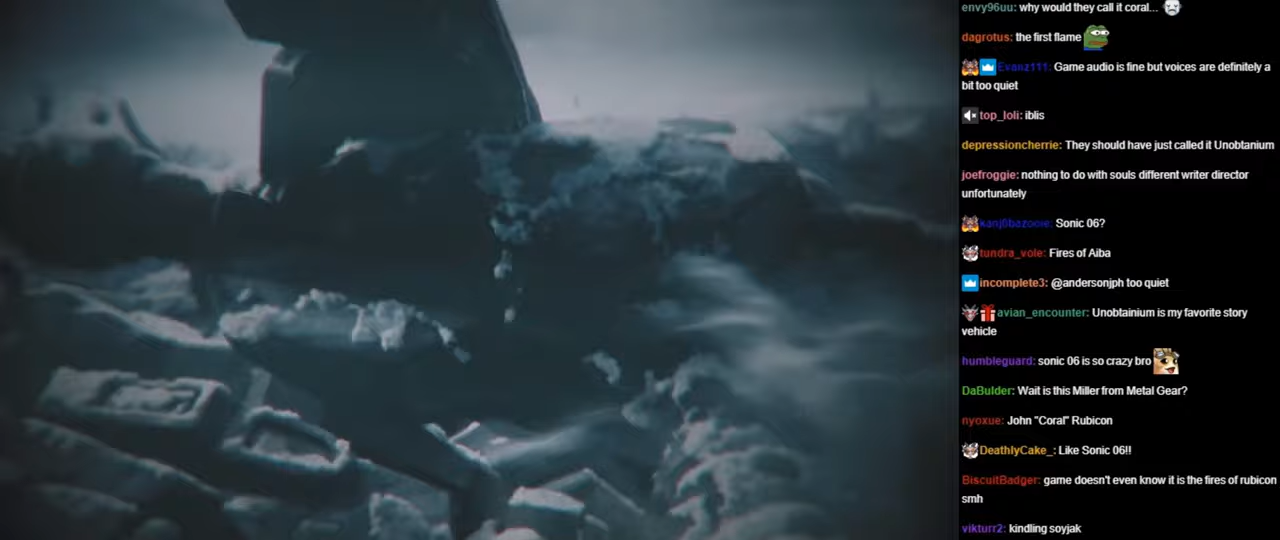 envy96uu: why would they call it coral...
dagrotus: the first flame
Evanz111: Game audio is fine but voices are definitely a
bit too quiet
top_loli: iblis
depressioncherrie: They should have just called it Unobtanium
joefroggie: nothing to do with souls different writer director
unfortunately
kanj0bazooie: Sonic 06?
tundra_vole: Fires of Aiba
incomplete3: @andersonjph too quiet
avian_encounter: Unobtainium is my favorite story
vehicle
humbleguard: sonic 06 is so crazy bro
DaBulder: Wait is this Miller from Metal Gear?
nyoxue: John "Coral" Rubicon
DeathlyCake_: Like Sonic 06!!
BiscuitBadger: game doesn't even know it is the fires of rubicon
smh
vikturr2: kindling soyjak